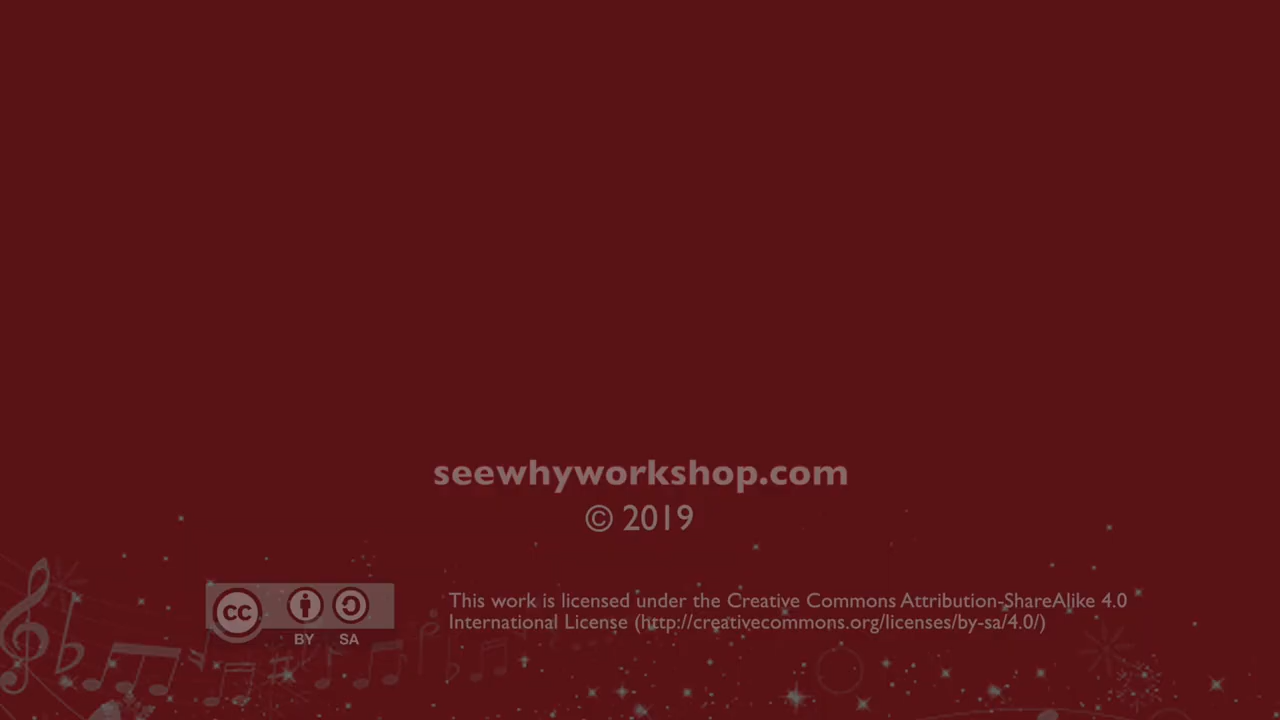 seewhyworkshop.com
© 2019
cc
BY SA
This work is licensed under the Creative Commons Attribution-ShareAlike 4.0
International License (http://creativecommons.org/licenses/by-sa/4.0/)